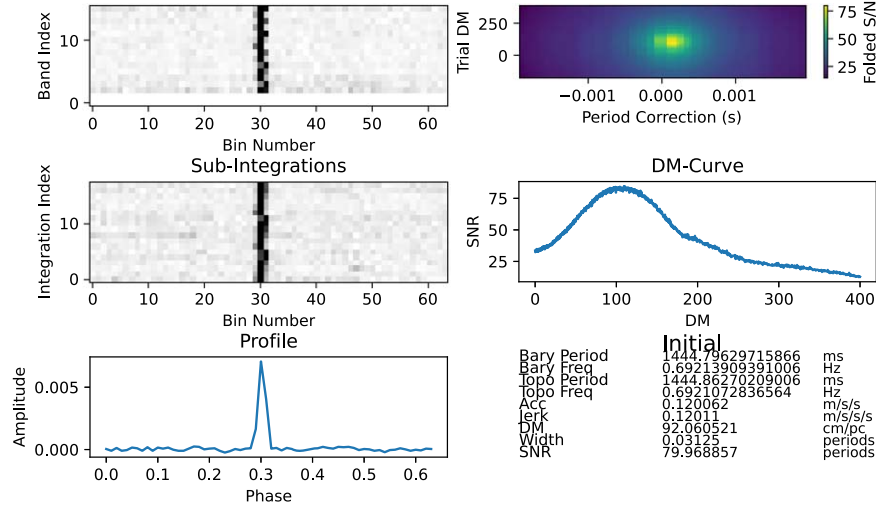 Band Index
15
0
0 10 20 30 40 50 60
Bin Number
Trial DM
250
0
−0.001 0.000 0.001
Period Correction (s)
75
50
25
Folded S/N
Sub-Integrations
Integration Index
10
0
0 10 20 30 40 50 60
Bin Number
DM-Curve
SNR
75
50
25
0 100 200 300 400
DM
Profile
Amplitude
0.005
0.000
0.0 0.1 0.2 0.3 0.4 0.5 0.6
Phase
Initial
Bary Period 1444.79629715866 ms
Bary Freq 0.69213909391006 Hz
Topo Period 1444.86270209006 ms
Topo Freq 0.6921072836564 Hz
Acc 0.120062 m/s/s
Jerk 0.12011 m/s/s/s
DM 92.060521 cm/pc
Width 0.03125 periods
SNR 79.968857 periods